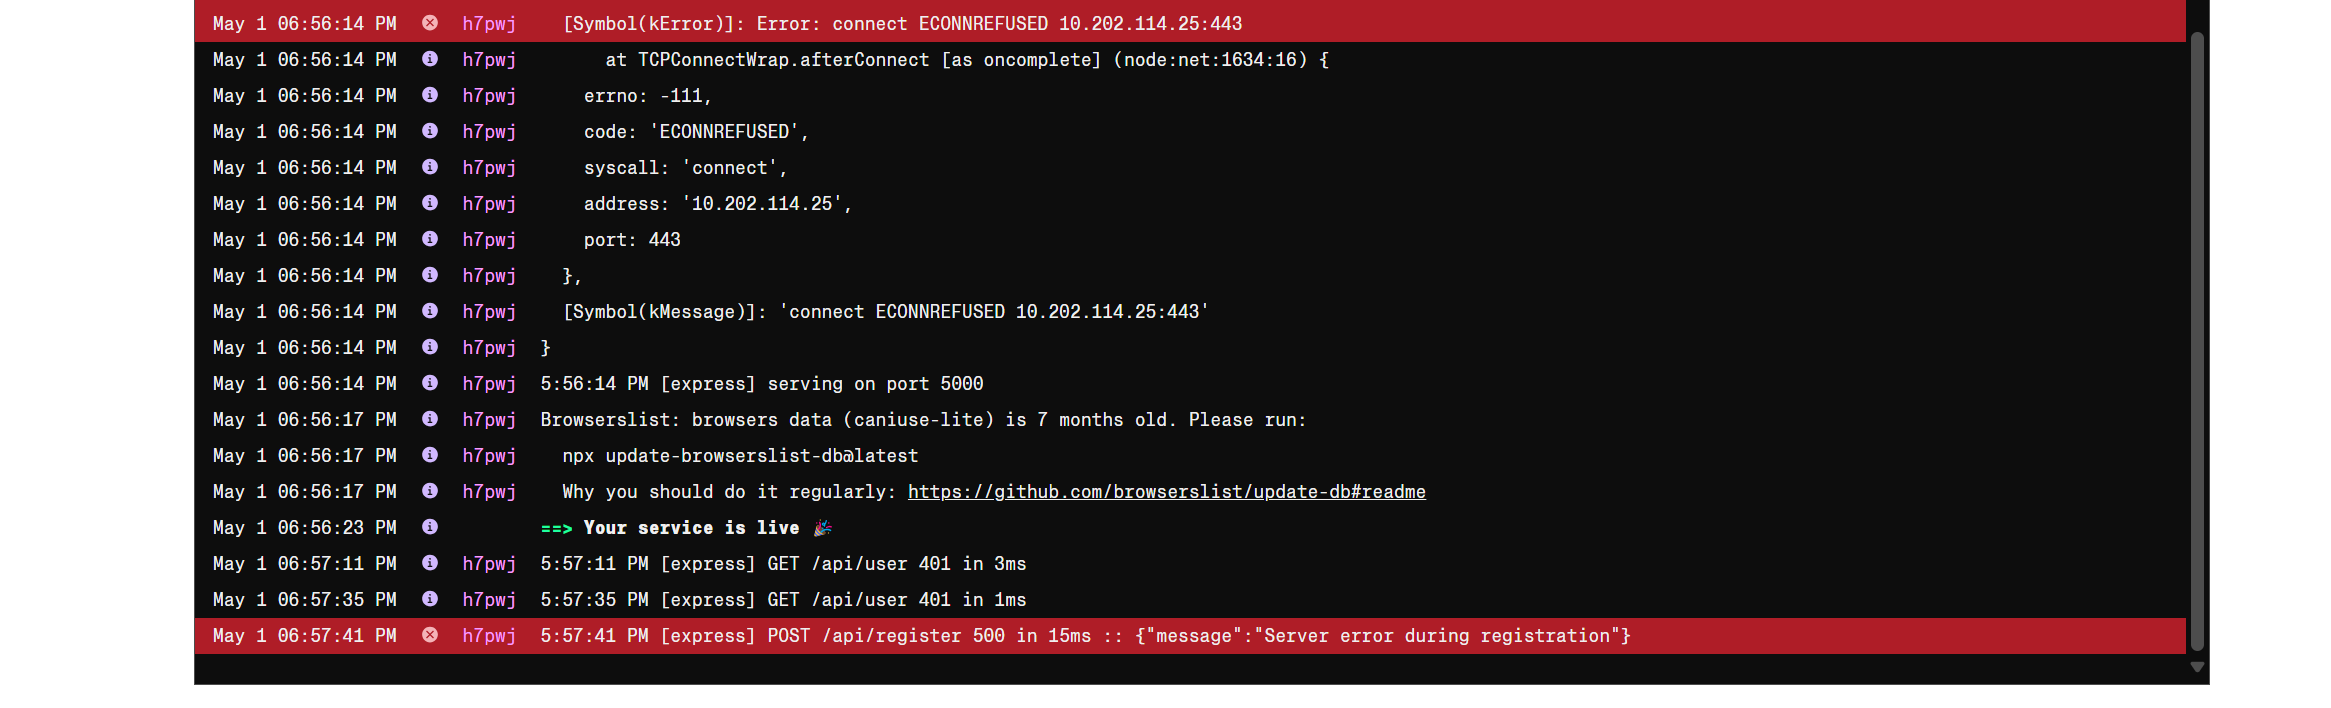 May 1 06:56:14 PM h7pwj [Symbol(kError)]: Error: connect ECONNREFUSED 10.202.114.25:443
May 1 06:56:14 PM h7pwj at TCPConnectWrap.afterConnect [as oncomplete] (node:net:1634:16) {
May 1 06:56:14 PM h7pwj errno: -111,
May 1 06:56:14 PM h7pwj code: 'ECONNREFUSED',
May 1 06:56:14 PM h7pwj syscall: 'connect',
May 1 06:56:14 PM h7pwj address: '10.202.114.25',
May 1 06:56:14 PM h7pwj port: 443
May 1 06:56:14 PM h7pwj },
May 1 06:56:14 PM h7pwj [Symbol(kMessage)]: 'connect ECONNREFUSED 10.202.114.25:443'
May 1 06:56:14 PM h7pwj }
May 1 06:56:14 PM h7pwj 5:56:14 PM [express] serving on port 5000
May 1 06:56:17 PM h7pwj Browserslist: browsers data (caniuse-lite) is 7 months old. Please run:
May 1 06:56:17 PM h7pwj npx update-browserslist-db@latest
May 1 06:56:17 PM h7pwj Why you should do it regularly: https://github.com/browserslist/update-db#readme
May 1 06:56:23 PM ==> Your service is live 🎉
May 1 06:57:11 PM h7pwj 5:57:11 PM [express] GET /api/user 401 in 3ms
May 1 06:57:35 PM h7pwj 5:57:35 PM [express] GET /api/user 401 in 1ms
May 1 06:57:41 PM h7pwj 5:57:41 PM [express] POST /api/register 500 in 15ms :: {"message":"Server error during registration"}